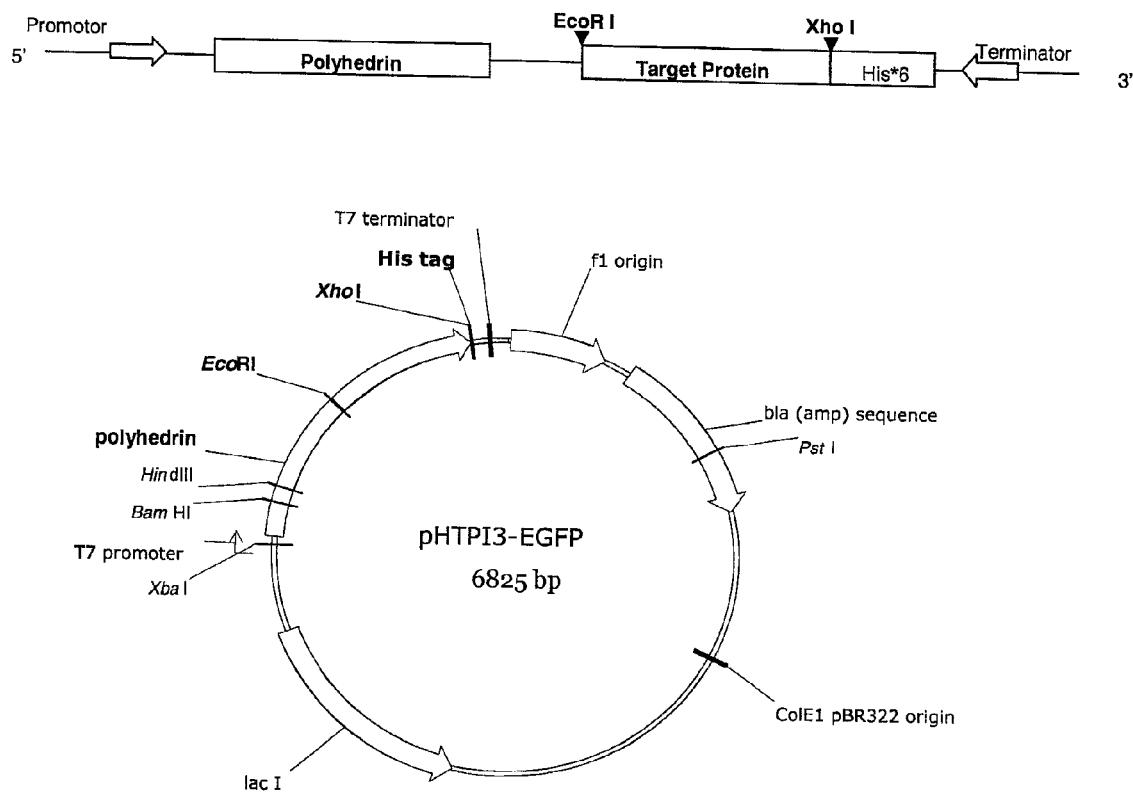 Promotor
EcoR I
Xho I
Terminator
5'
Polyhedrin
Target Protein
His*6
3'
T7 terminator
His tag
f1 origin
XhoI
EcoRI
bla (amp) sequence
polyhedrin
Pst I
HindIII
Bam HI
pHTPI3-EGFP
T7 promoter
6825 bp
XbaI
ColE1 pBR322 origin
lac I